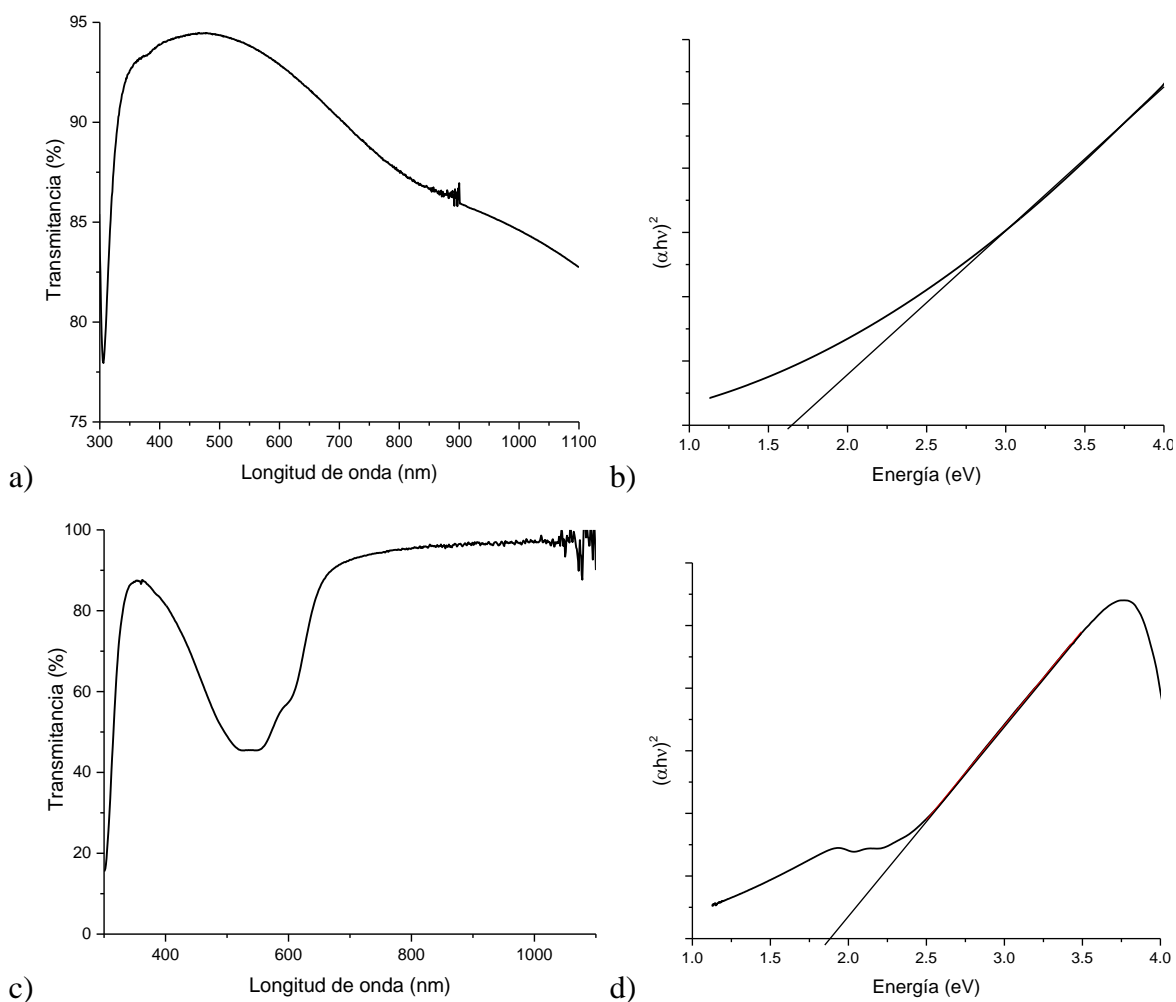 95
90
85
80
75
Transmitancia (%)
300 400 500 600 700 800 900 1000 1100
Longitud de onda (nm)
a)
(αhν)²
1.0 1.5 2.0 2.5 3.0 3.5 4.0
Energía (eV)
b)
100
80
60
40
20
0
Transmitancia (%)
400 600 800 1000
Longitud de onda (nm)
c)
(αhν)²
1.0 1.5 2.0 2.5 3.0 3.5 4.0
Energía (eV)
d)